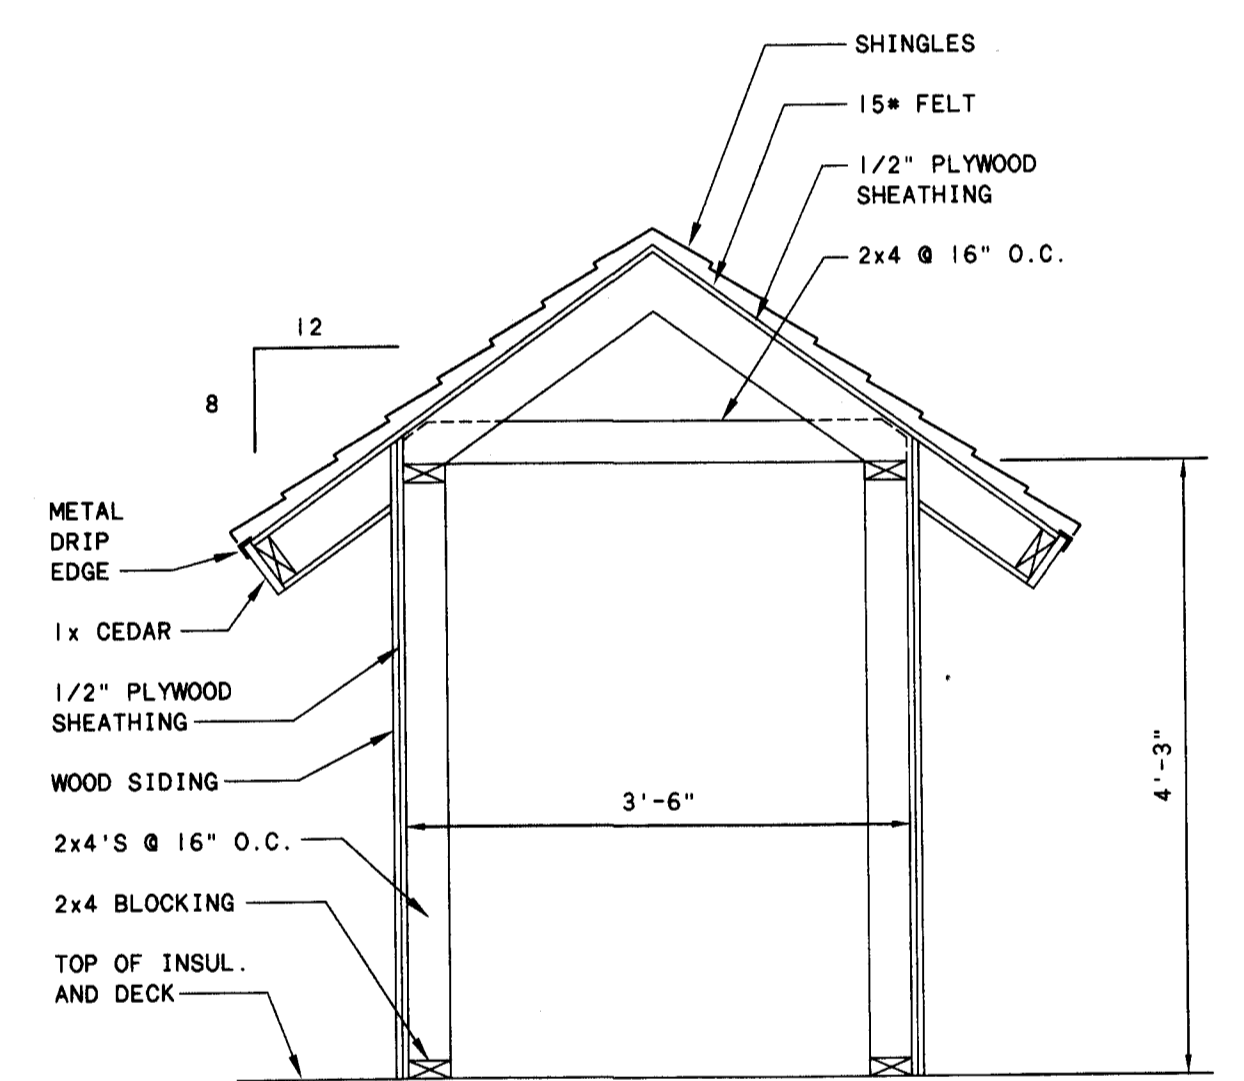 SHINGLES
15# FELT
1/2" PLYWOOD
SHEATHING
2x4 @ 16" O.C.
12
8
METAL
DRIP
EDGE
1x CEDAR
1/2" PLYWOOD
SHEATHING
WOOD SIDING
3'-6"
4'-3"
2x4'S @ 16" O.C.
2x4 BLOCKING
TOP OF INSUL.
AND DECK